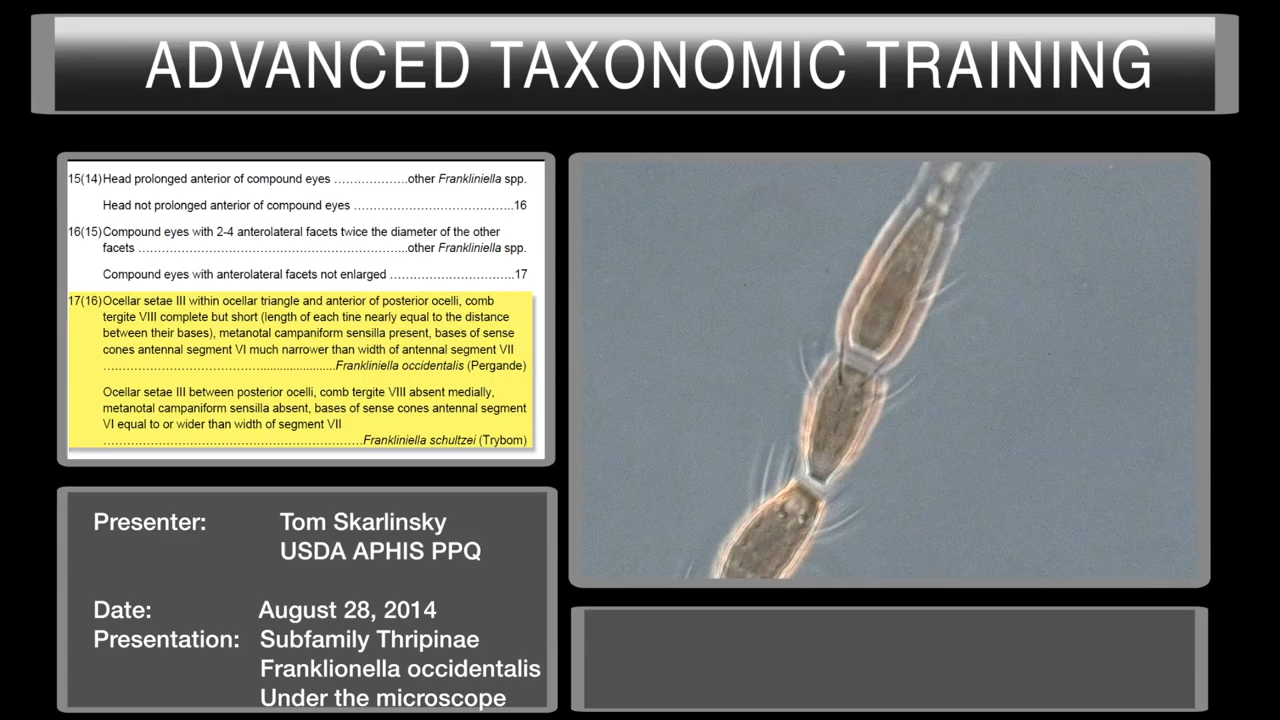 ADVANCED TAXONOMIC TRAINING
15(14)Head prolonged anterior of compound eyes ………………..other Frankliniella spp.
Head not prolonged anterior of compound eyes …………………………………..16
16(15)Compound eyes with 2-4 anterolateral facets twice the diameter of the other
facets …………………………………………………………..other Frankliniella spp.
Compound eyes with anterolateral facets not enlarged …………………………..17
17(16)Ocellar setae III within ocellar triangle and anterior of posterior ocelli, comb
tergite VIII complete but short (length of each tine nearly equal to the distance
between their bases), metanotal campaniform sensilla present, bases of sense
cones antennal segment VI much narrower than width of antennal segment VII
…………………………………......................Frankliniella occidentalis (Pergande)
Ocellar setae III between posterior ocelli, comb tergite VIII absent medially,
metanotal campaniform sensilla absent, bases of sense cones antennal segment
VI equal to or wider than width of segment VII
…………………………………………………………Frankliniella schultzei (Trybom)
Presenter: Tom Skarlinsky
USDA APHIS PPQ
Date: August 28, 2014
Presentation: Subfamily Thripinae
Franklionella occidentalis
Under the microscope